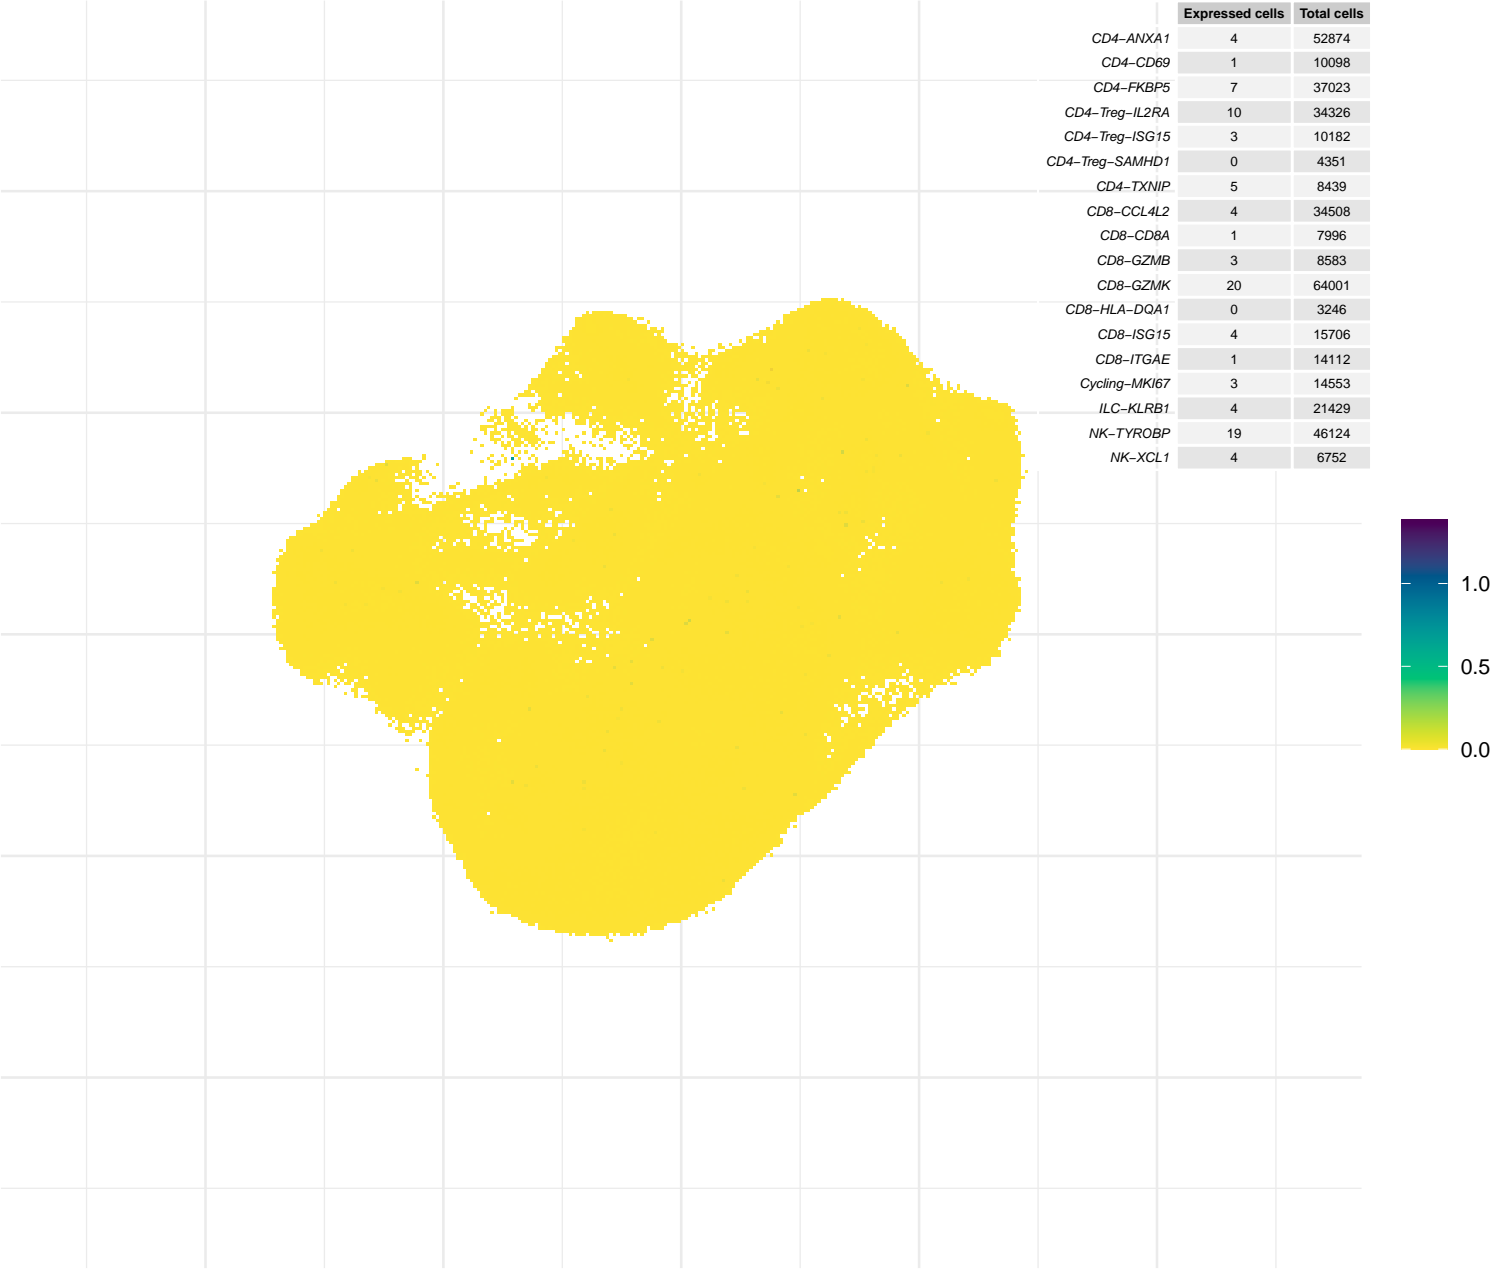 Expressed cells Total cells
CD4−ANXA1 4 52874
CD4−CD69 1 10098
CD4−FKBP5 7 37023
CD4−Treg−IL2RA 10 34326
CD4−Treg−ISG15 3 10182
CD4−Treg−SAMHD1 0 4351
CD4−TXNIP 5 8439
CD8−CCL4L2 4 34508
CD8−CD8A 1 7996
CD8−GZMB 3 8583
CD8−GZMK 20 64001
CD8−HLA−DQA1 0 3246
CD8−ISG15 4 15706
CD8−ITGAE 1 14112
Cycling−MKI67 3 14553
ILC−KLRB1 4 21429
NK−TYROBP 19 46124
NK−XCL1 4 6752
1.0
0.5
0.0